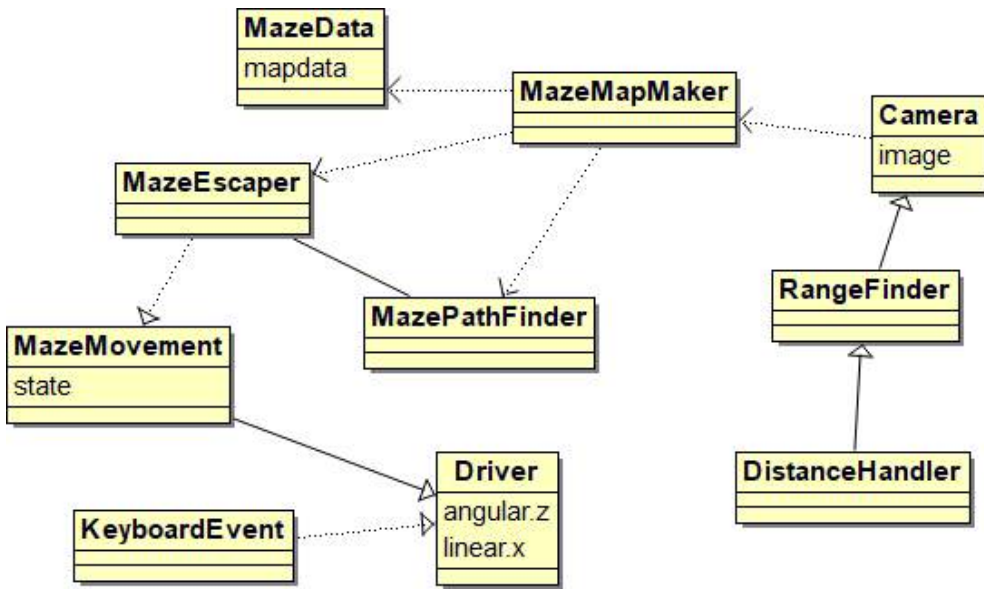 MazeData
mapdata
MazeMapMaker
Camera
image
MazeEscaper
RangeFinder
MazePathFinder
MazeMovement
state
Driver
angular.z
linear.x
DistanceHandler
KeyboardEvent